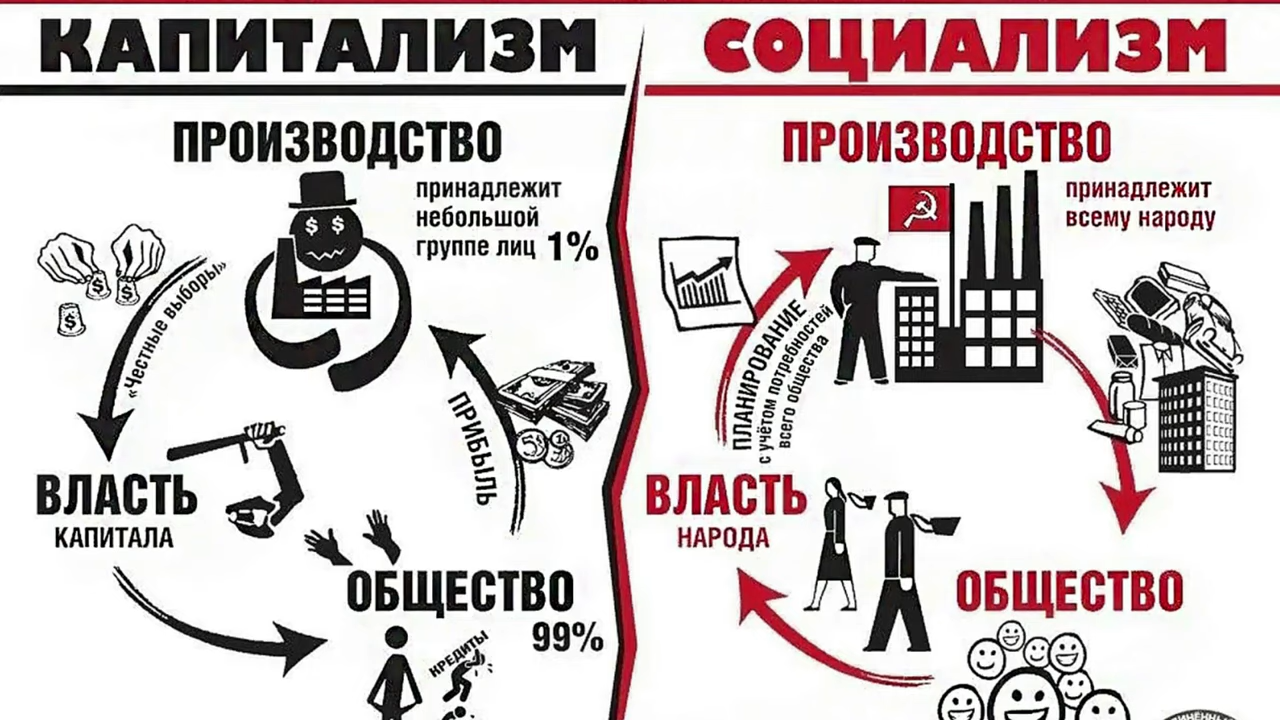 КАПИТАЛИЗМ
ПРОИЗВОДСТВО
принадлежит
небольшой
группе лиц 1%
«Честные выборы»
ПРИБЫЛЬ
ВЛАСТЬ
КАПИТАЛА
ОБЩЕСТВО
99%
КРЕДИТЫ
СОЦИАЛИЗМ
ПРОИЗВОДСТВО
принадлежит
всему народу
ПЛАНИРОВАНИЕ
с учётом потребностей
всего общества
ВЛАСТЬ
НАРОДА
ОБЩЕСТВО